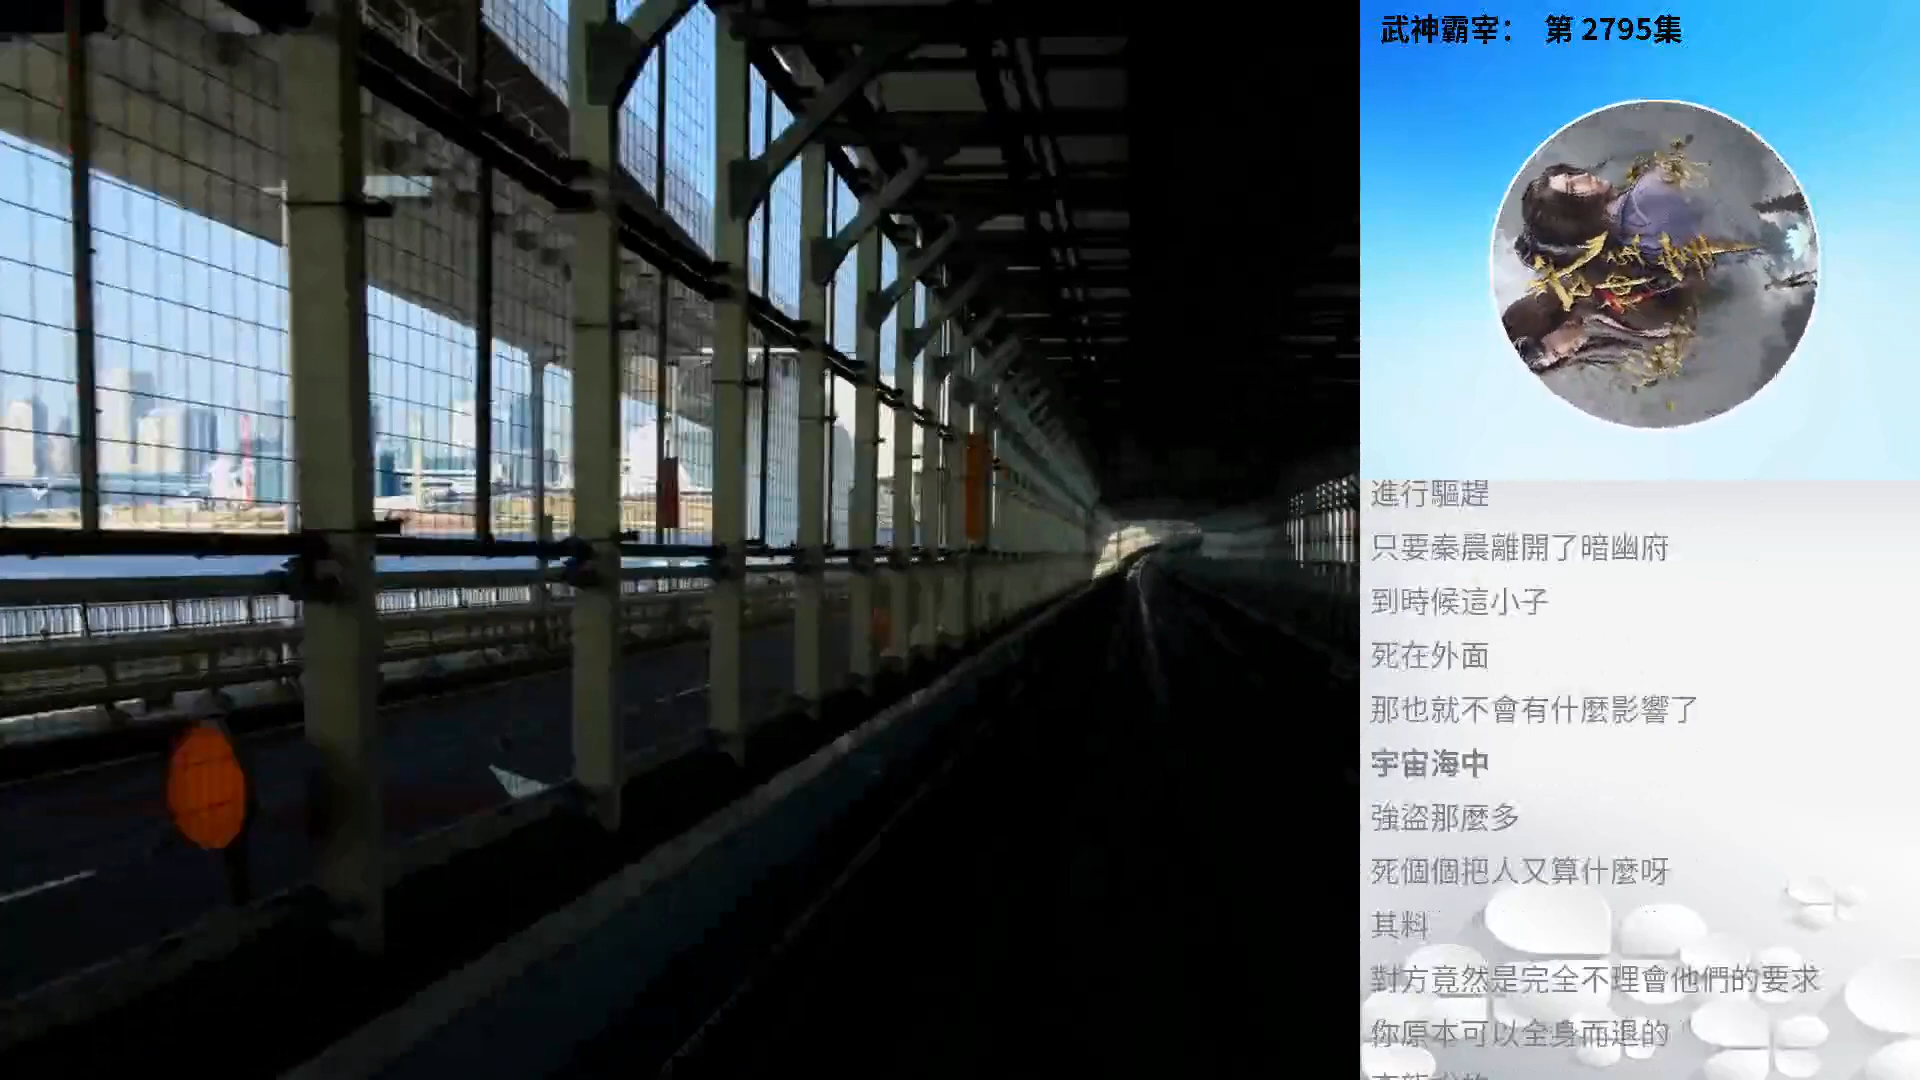 武神霸宰： 第 2795集
進行驅趕
只要秦晨離開了暗幽府
到時候這小子
死在外面
那也就不會有什麼影響了
宇宙海中
強盜那麼多
死個個把人又算什麼呀
其料
對方竟然是完全不理會他們的要求
你原本可以全身而退的